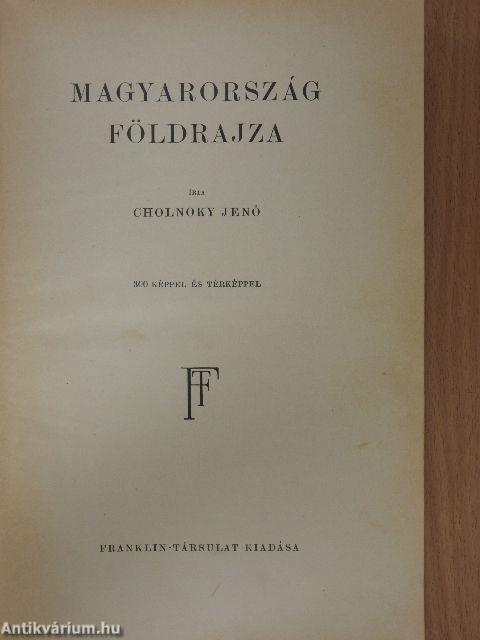 MAGYARORSZÁG
FÖLDRAJZA
ÍRTA
CHOLNOKY JENŐ
300 KÉPPEL ÉS TÉRKÉPPEL
FT
FRANKLIN-TÁRSULAT KIADÁSA
Antikvárium.hu